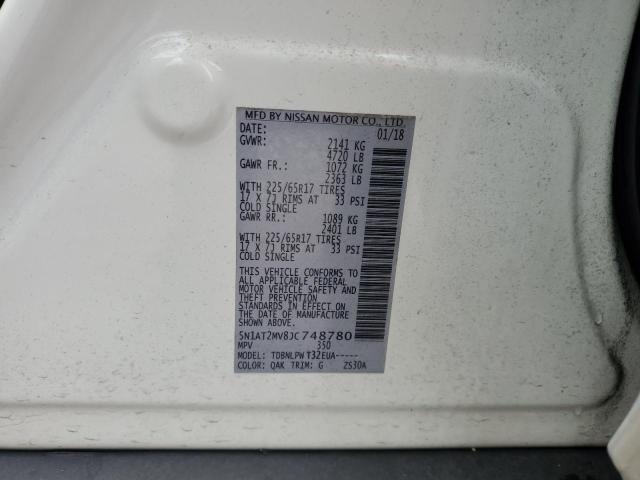 MFD BY NISSAN MOTOR CO., LTD.
DATE: 01/18
GVWR: 2141 KG
4720 LB
GAWR FR.: 1072 KG
2363 LB
WITH 225/65R17 TIRES
17 X 7J RIMS AT 33 PSI
COLD SINGLE
GAWR RR.: 1089 KG
2401 LB
WITH 225/65R17 TIRES
17 X 7J RIMS AT 33 PSI
COLD SINGLE
THIS VEHICLE CONFORMS TO
ALL APPLICABLE FEDERAL
MOTOR VEHICLE SAFETY AND
THEFT PREVENTION
STANDARDS IN EFFECT ON
THE DATE OF MANUFACTURE
SHOWN ABOVE.
5N1AT2MV8JC748780
MPV 350
MODEL: TDBNLPWT32EUA-----
COLOR: QAK TRIM: G ZS30A